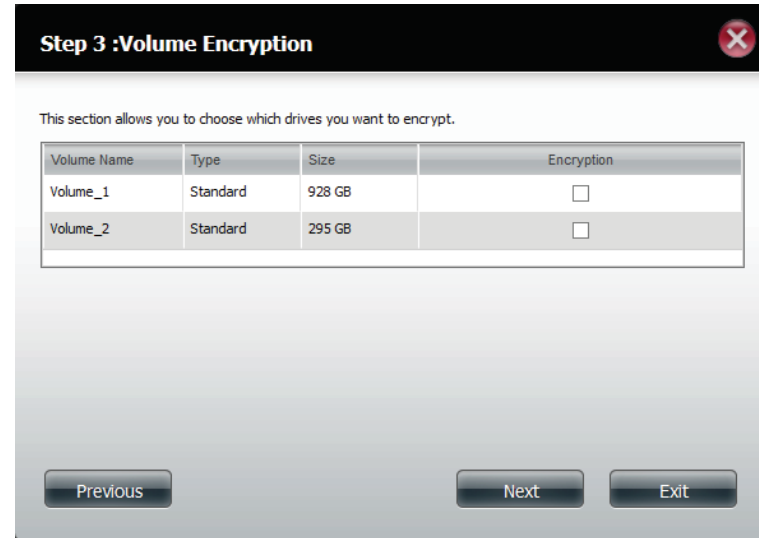 Step 3 :Volume Encryption
This section allows you to choose which drives you want to encrypt.
Volume Name Type Size Encryption
Volume_1 Standard 928 GB
Volume_2 Standard 295 GB
Previous Next Exit